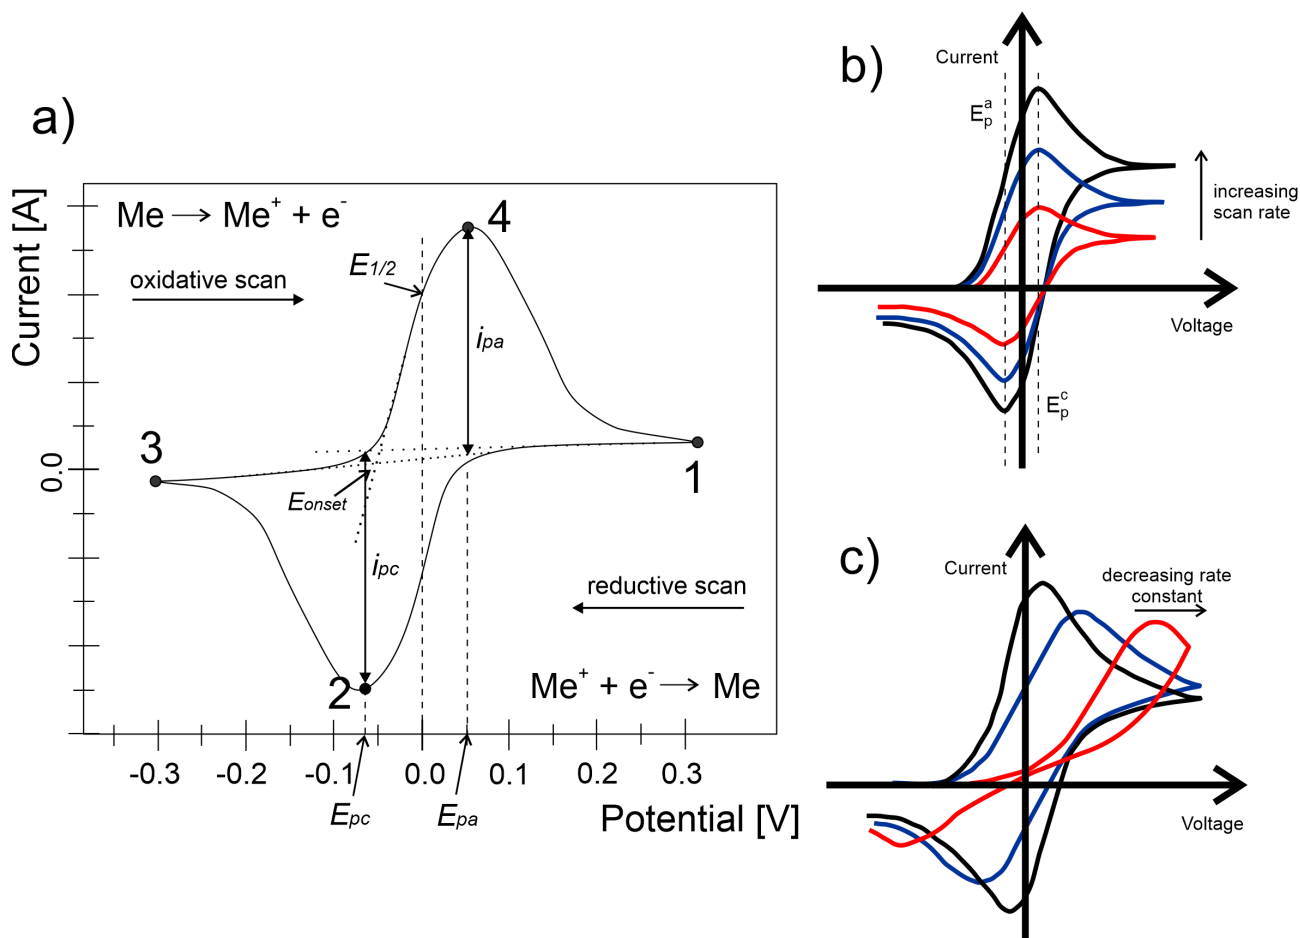 a)
Current [A]
0.0
Me → Me⁺ + e⁻
oxidative scan
4
E1/2
ipa
3
1
Eonset
ipc
reductive scan
2
Me⁺ + e⁻ → Me
-0.3 -0.2 -0.1 0.0 0.1 0.2 0.3
Epc
Epa
Potential [V]
b)
Current
Epa
increasing
scan rate
Voltage
Epc
c)
Current
decreasing rate
constant
Voltage